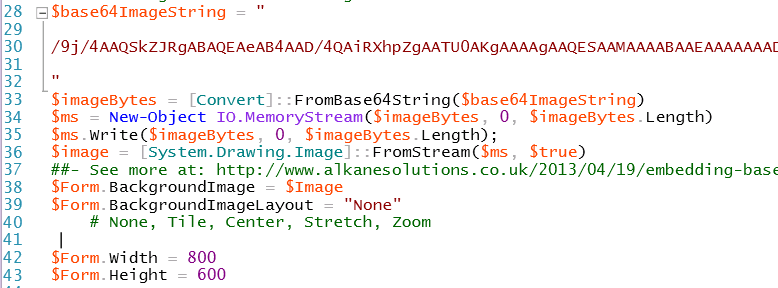 28 $base64ImageString = "
29
30 /9j/4AAQSkZJRgABAQEAeAB4AAD/4QAiRXhpZgAATU0AKgAAAAgAAQESAAMAAAABAAEAAAAAAAD
31
32 "
33 $imageBytes = [Convert]::FromBase64String($base64ImageString)
34 $ms = New-Object IO.MemoryStream($imageBytes, 0, $imageBytes.Length)
35 $ms.Write($imageBytes, 0, $imageBytes.Length);
36 $image = [System.Drawing.Image]::FromStream($ms, $true)
37 ##- See more at: http://www.alkanesolutions.co.uk/2013/04/19/embedding-base
38 $Form.BackgroundImage = $Image
39 $Form.BackgroundImageLayout = "None"
40 # None, Tile, Center, Stretch, Zoom
41
42 $Form.Width = 800
43 $Form.Height = 600